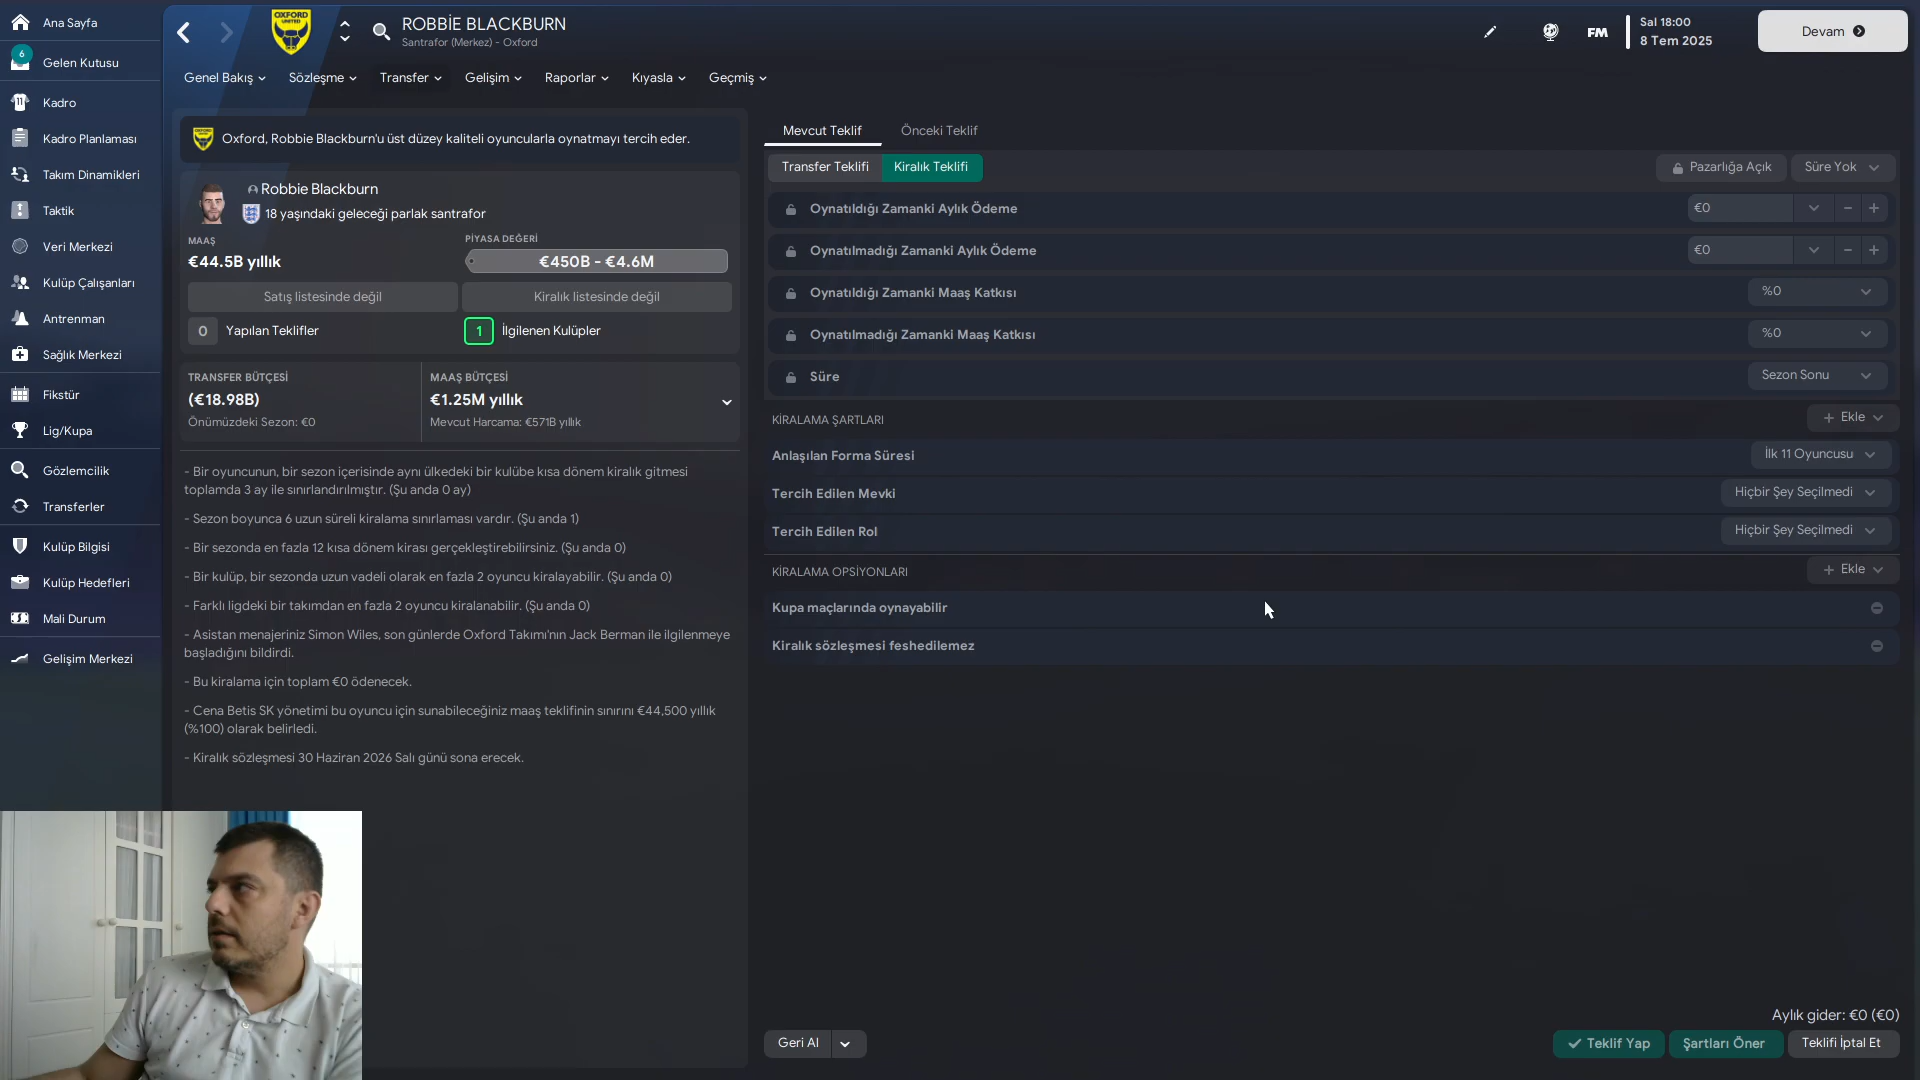 Ana Sayfa
6
Gelen Kutusu
Kadro
Kadro Planlaması
Takım Dinamikleri
Taktik
Veri Merkezi
Kulüp Çalışanları
Antrenman
Sağlık Merkezi
Fikstür
Lig/Kupa
Gözlemcilik
Transferler
Kulüp Bilgisi
Kulüp Hedefleri
Mali Durum
Gelişim Merkezi
OXFORD
UNITED
ROBBİE BLACKBURN
Santrafor (Merkez) - Oxford
FM
Sal 18:00
8 Tem 2025
Devam
Genel Bakış
Sözleşme
Transfer
Gelişim
Raporlar
Kıyasla
Geçmiş
Oxford, Robbie Blackburn'u üst düzey kaliteli oyuncularla oynatmayı tercih eder.
Robbie Blackburn
18 yaşındaki geleceği parlak santrafor
MAAŞ
€44.5B yıllık
PİYASA DEĞERİ
€450B - €4.6M
Satış listesinde değil
Kiralık listesinde değil
0 Yapılan Teklifler
1 İlgilenen Kulüpler
TRANSFER BÜTÇESİ
(€18.98B)
Önümüzdeki Sezon: €0
MAAŞ BÜTÇESİ
€1.25M yıllık
Mevcut Harcama: €571B yıllık
- Bir oyuncunun, bir sezon içerisinde aynı ülkedeki bir kulübe kısa dönem kiralık gitmesi
toplamda 3 ay ile sınırlandırılmıştır. (Şu anda 0 ay)
- Sezon boyunca 6 uzun süreli kiralama sınırlaması vardır. (Şu anda 1)
- Bir sezonda en fazla 12 kısa dönem kirası gerçekleştirebilirsiniz. (Şu anda 0)
- Bir kulüp, bir sezonda uzun vadeli olarak en fazla 2 oyuncu kiralayabilir. (Şu anda 0)
- Farklı ligdeki bir takımdan en fazla 2 oyuncu kiralanabilir. (Şu anda 0)
- Asistan menajeriniz Simon Wiles, son günlerde Oxford Takımı'nın Jack Berman ile ilgilenmeye
başladığını bildirdi.
- Bu kiralama için toplam €0 ödenecek.
- Cena Betis SK yönetimi bu oyuncu için sunabileceğiniz maaş teklifinin sınırını €44,500 yıllık
(%100) olarak belirledi.
- Kiralık sözleşmesi 30 Haziran 2026 Salı günü sona erecek.
Mevcut Teklif
Önceki Teklif
Transfer Teklifi
Kiralık Teklifi
Pazarlığa Açık
Süre Yok
Oynatıldığı Zamanki Aylık Ödeme
€0
Oynatılmadığı Zamanki Aylık Ödeme
€0
Oynatıldığı Zamanki Maaş Katkısı
%0
Oynatılmadığı Zamanki Maaş Katkısı
%0
Süre
Sezon Sonu
KİRALAMA ŞARTLARI
Ekle
Anlaşılan Forma Süresi
İlk 11 Oyuncusu
Tercih Edilen Mevki
Hiçbir Şey Seçilmedi
Tercih Edilen Rol
Hiçbir Şey Seçilmedi
KİRALAMA OPSİYONLARI
Ekle
Kupa maçlarında oynayabilir
Kiralık sözleşmesi feshedilemez
Aylık gider: €0 (€0)
Geri Al
Teklif Yap
Şartları Öner
Teklifi İptal Et